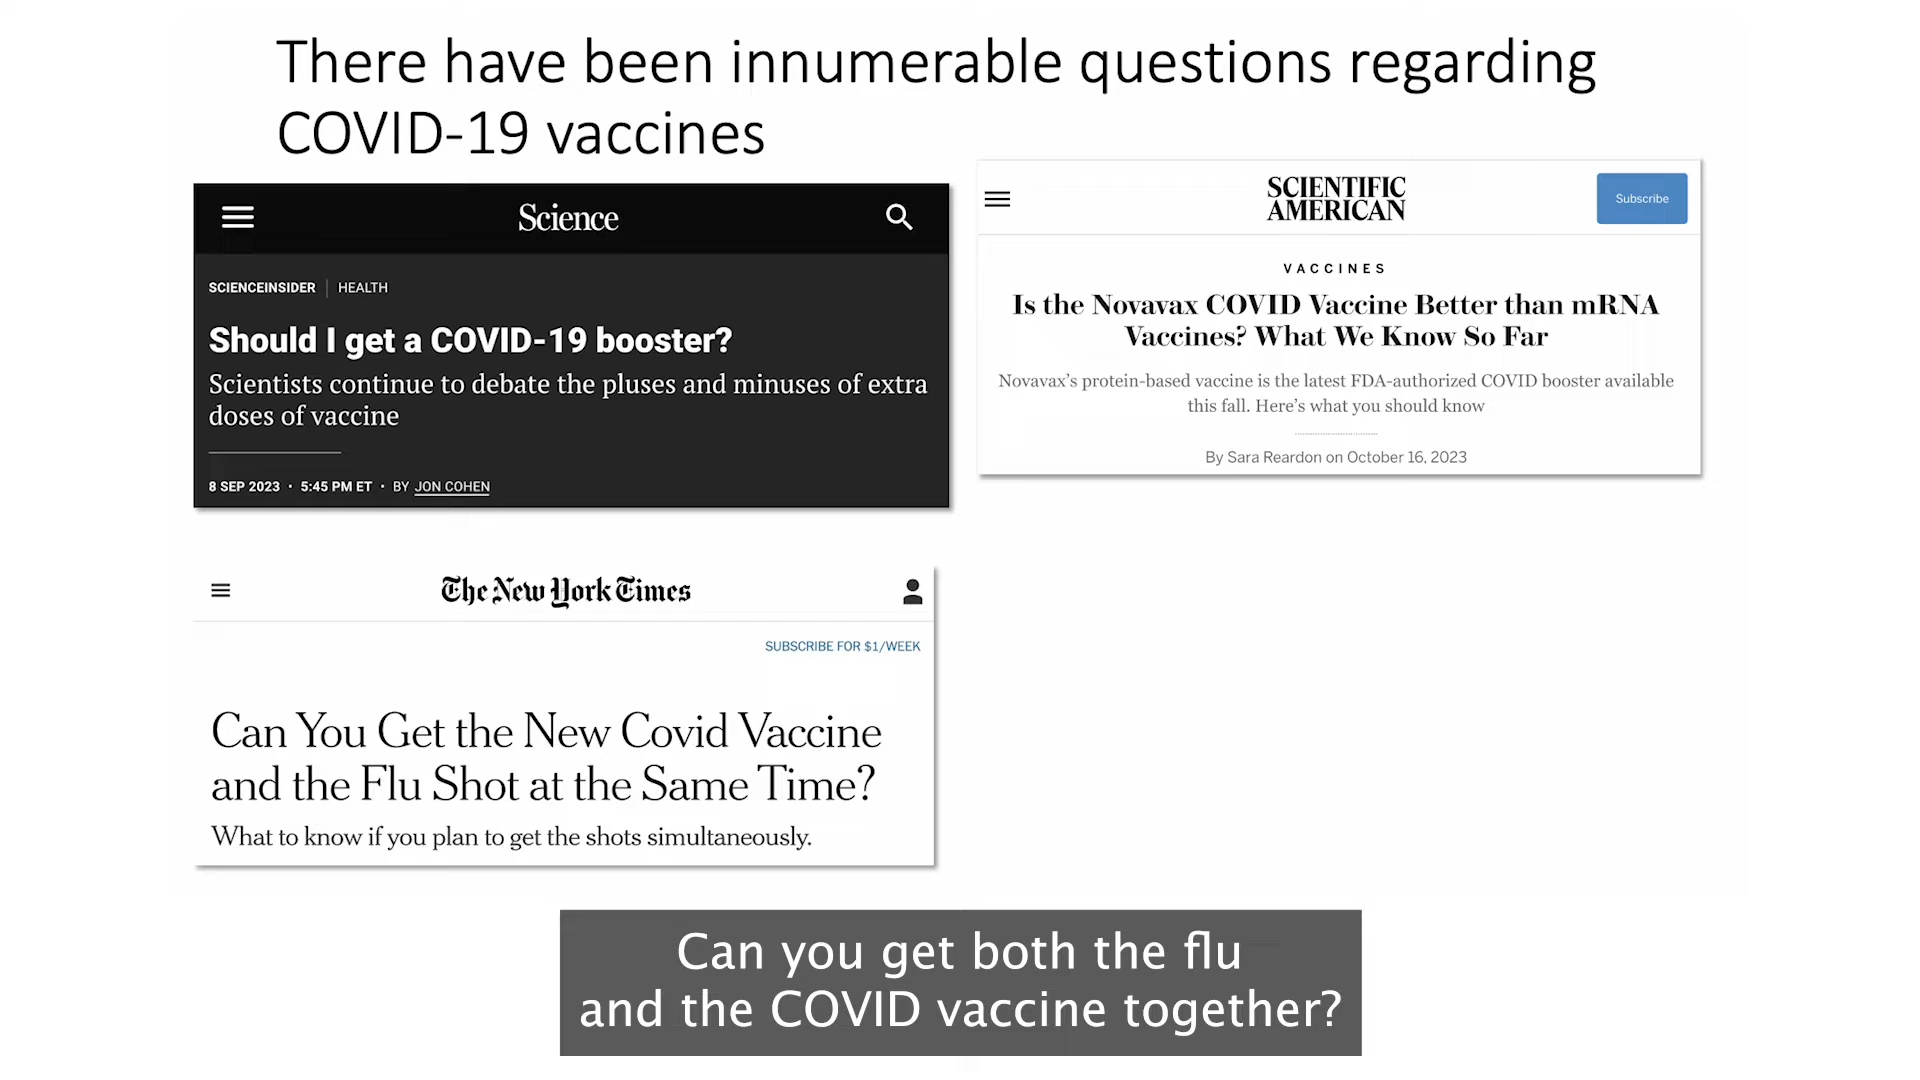 There have been innumerable questions regarding
COVID-19 vaccines
Science
SCIENCEINSIDER | HEALTH
Should I get a COVID-19 booster?
Scientists continue to debate the pluses and minuses of extra
doses of vaccine
8 SEP 2023 · 5:45 PM ET · BY JON COHEN
SCIENTIFIC
AMERICAN
Subscribe
VACCINES
Is the Novavax COVID Vaccine Better than mRNA
Vaccines? What We Know So Far
Novavax’s protein-based vaccine is the latest FDA-authorized COVID booster available
this fall. Here’s what you should know
By Sara Reardon on October 16, 2023
The New York Times
SUBSCRIBE FOR $1/WEEK
Can You Get the New Covid Vaccine
and the Flu Shot at the Same Time?
What to know if you plan to get the shots simultaneously.
Can you get both the flu
and the COVID vaccine together?